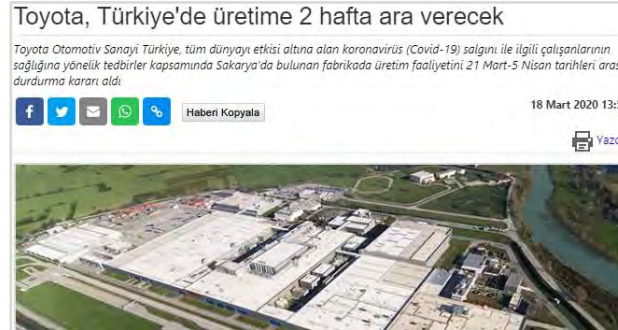 Toyota, Türkiye'de üretime 2 hafta ara verecek
Toyota Otomotiv Sanayi Türkiye, tüm dünyayı etkisi altına alan koronavirüs (Covid-19) salgını ile ilgili çalışanlarının
sağlığına yönelik tedbirler kapsamında Sakarya'da bulunan fabrikada üretim faaliyetini 21 Mart-5 Nisan tarihleri aras
durdurma kararı aldı
Haberi Kopyala
18 Mart 2020 13:
Yazd